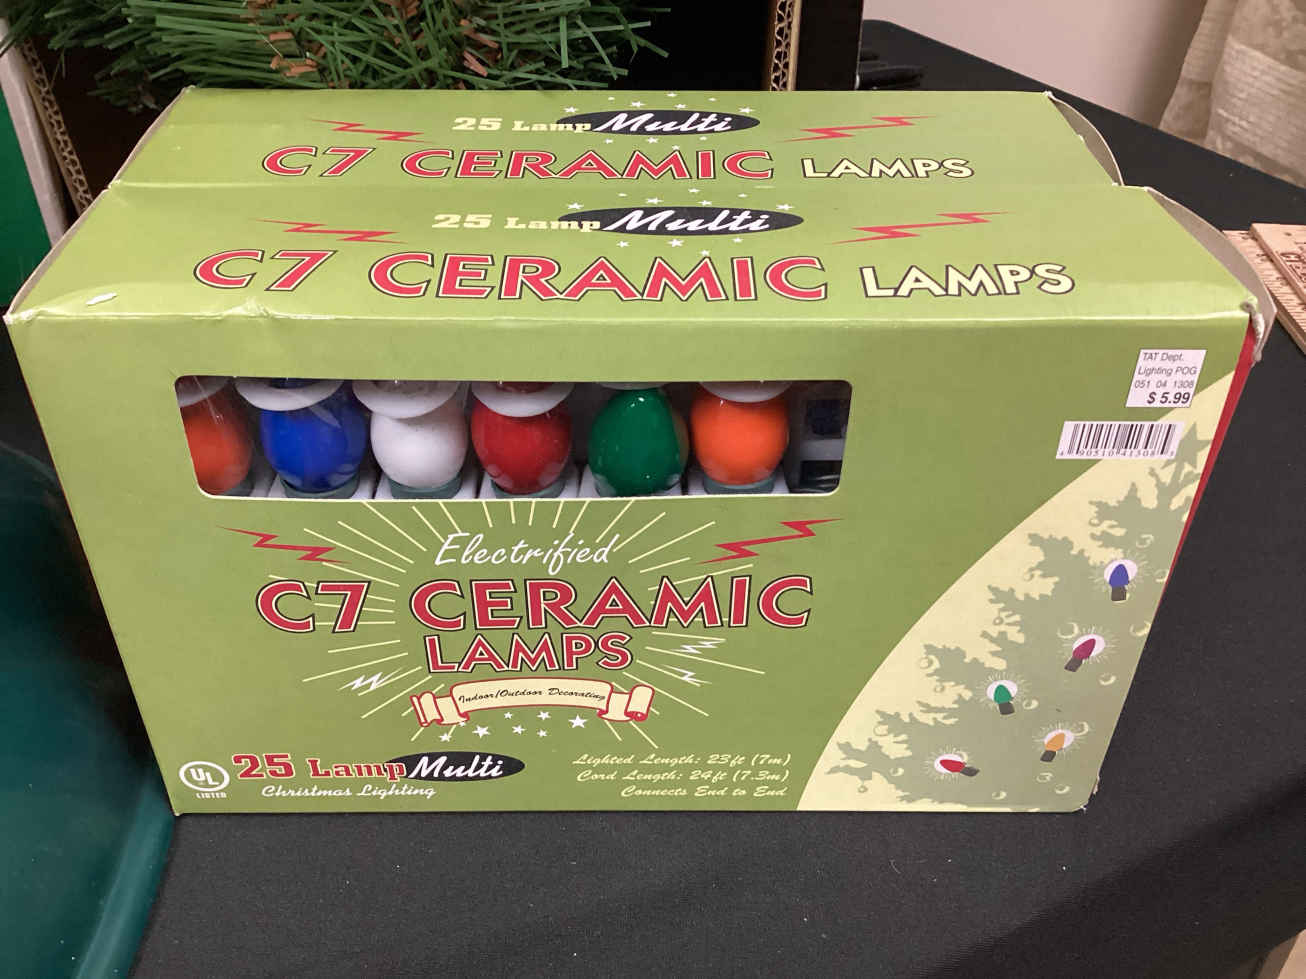 25 Lamp Multi
C7 CERAMIC LAMPS
25 Lamp Multi
C7 CERAMIC LAMPS
TAT Dept.
Lighting POG
051 04 1308
$ 5.99
Electrified
C7 CERAMIC
LAMPS
Indoor/Outdoor Decorating
UL
LISTED
25 Lamp Multi
Christmas Lighting
Lighted Length: 23ft (7m)
Cord Length: 24ft (7.3m)
Connects End to End